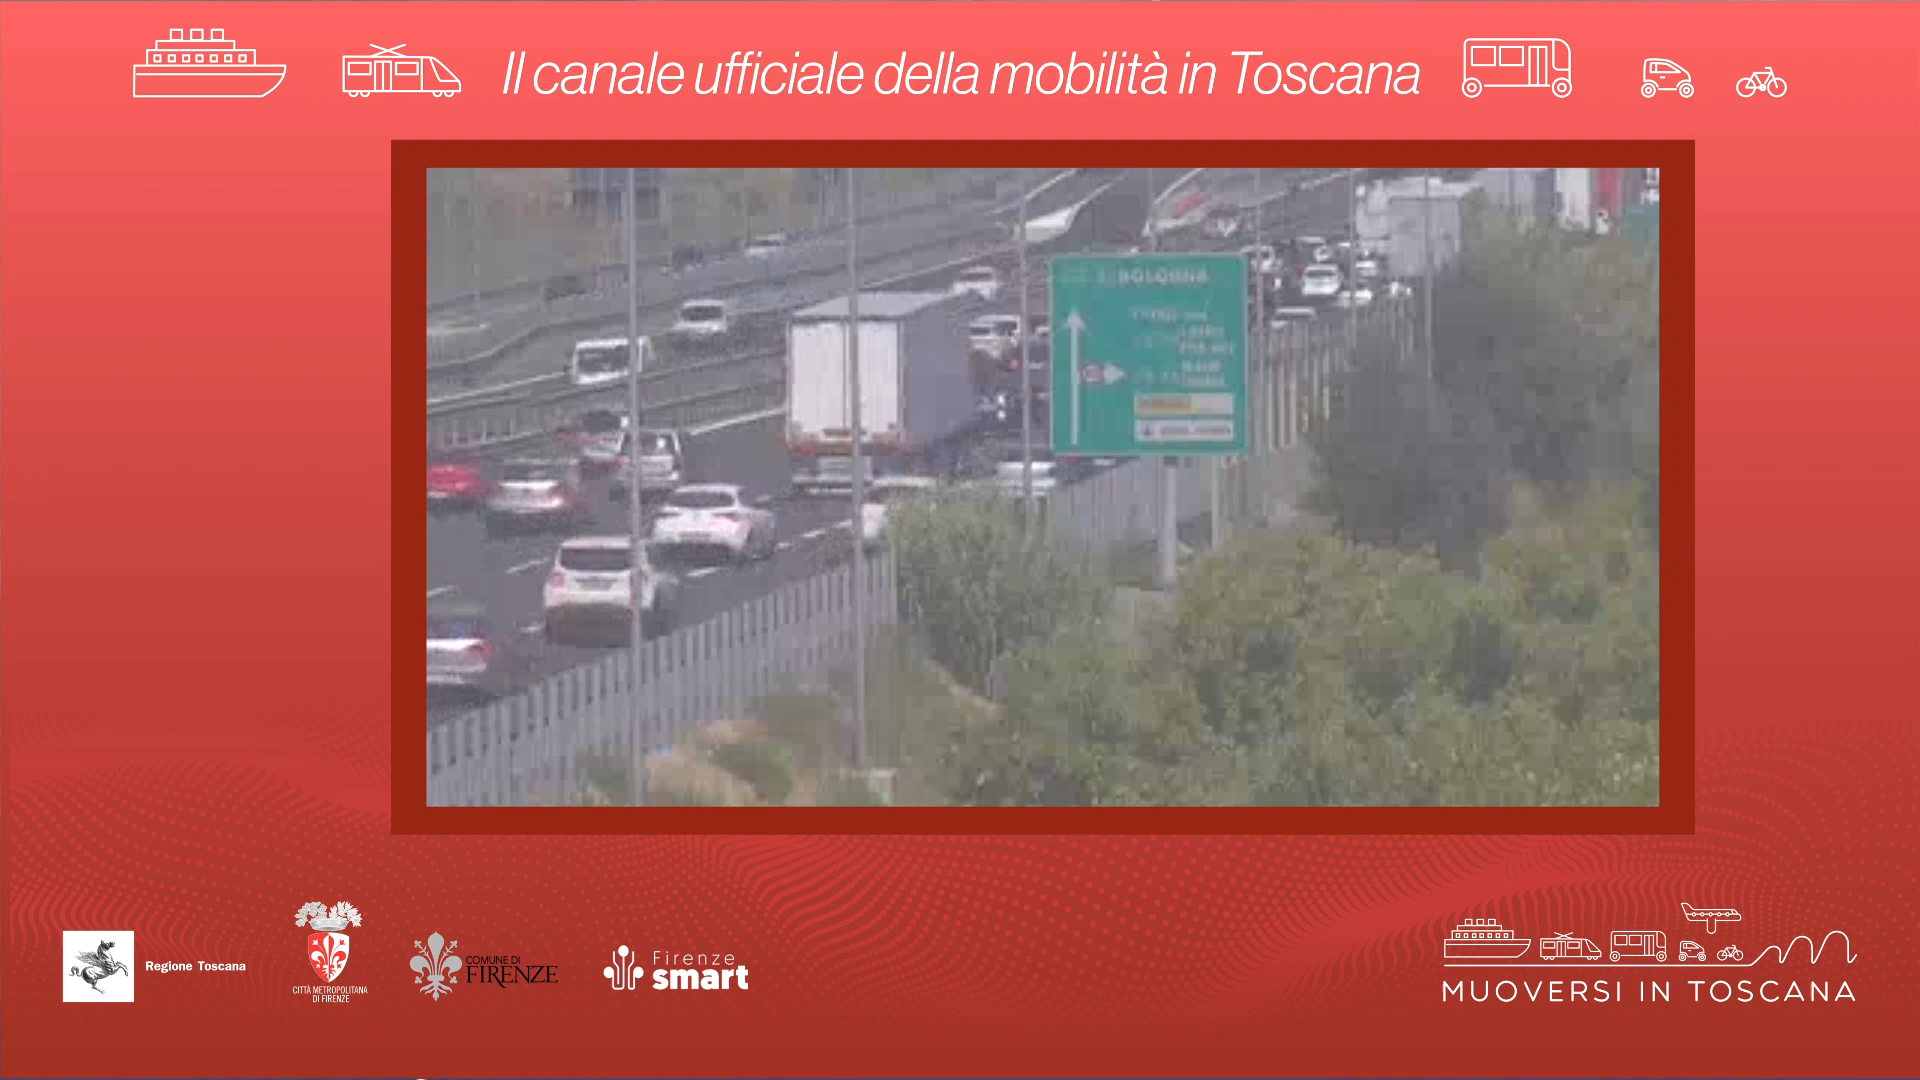 Il canale ufficiale della mobilità in Toscana
BOLOGNA
Regione Toscana
CITTÀ METROPOLITANA
DI FIRENZE
COMUNE DI
FIRENZE
Firenze
smart
MUOVERSI IN TOSCANA